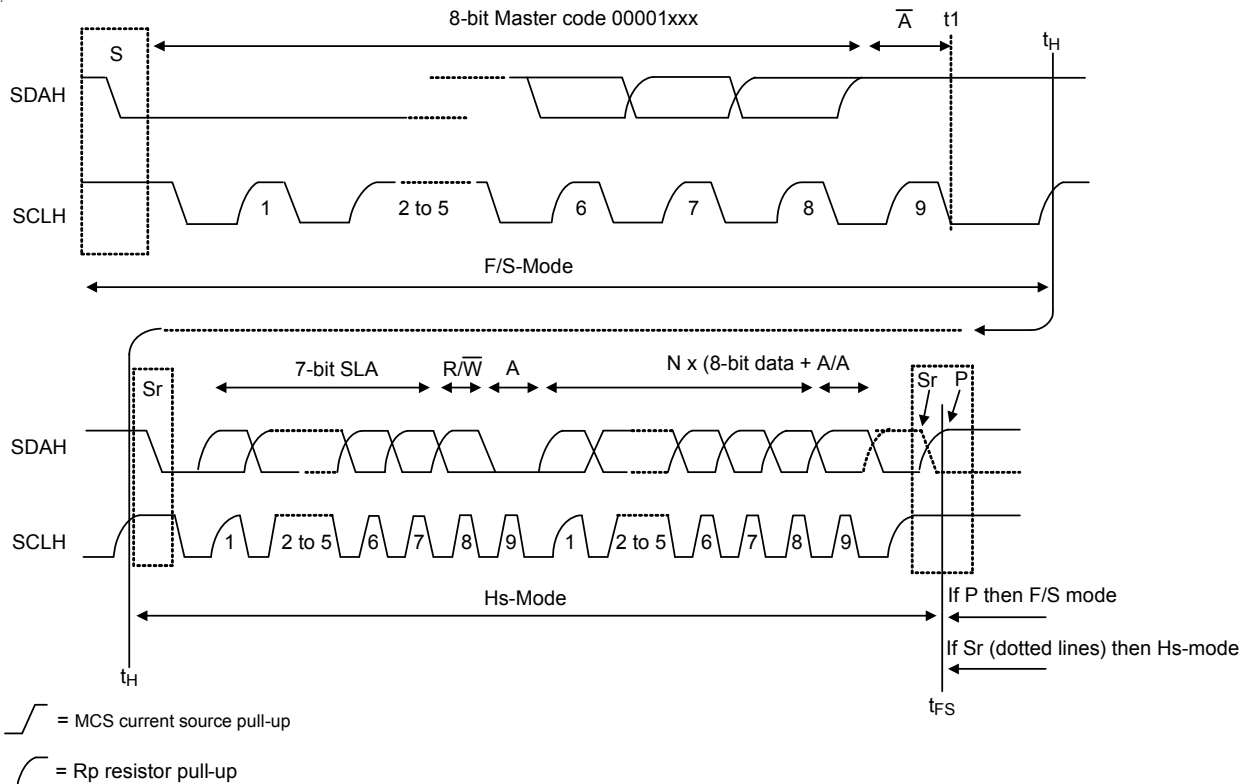 8-bit Master code 00001xxx
A̅
t1
S
tH
SDAH
SCLH
1
2 to 5
6
7
8
9
F/S-Mode
7-bit SLA
R/W̅
A
N x (8-bit data + A/A
Sr
Sr
P
SDAH
SCLH
1
2 to 5
6
7
8
9
1
2 to 5
6
7
8
9
Hs-Mode
If P then F/S mode
If Sr (dotted lines) then Hs-mode
tH
tFS
= MCS current source pull-up
= Rp resistor pull-up